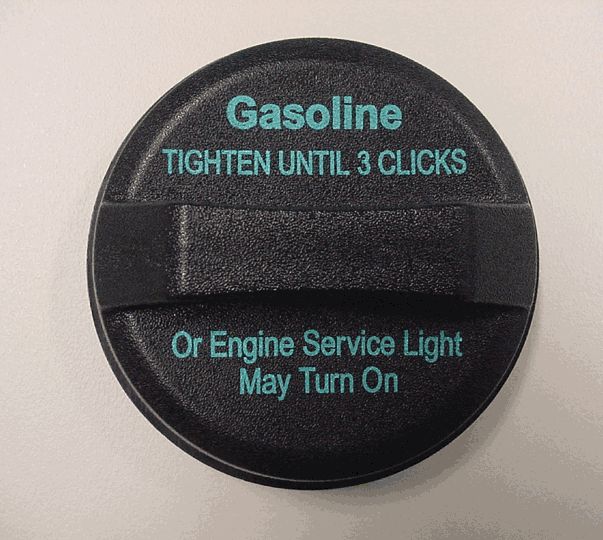 Gasoline
TIGHTEN UNTIL 3 CLICKS
Or Engine Service Light
May Turn On